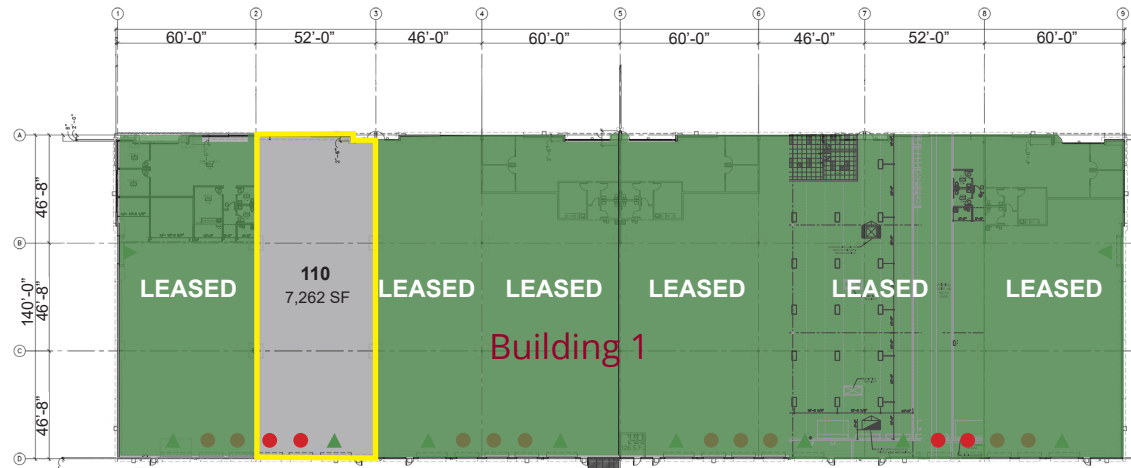 1 2 3 4 5 6 7 8 9
60'-0" 52'-0" 46'-0" 60'-0" 60'-0" 46'-0" 52'-0" 60'-0"
A
46'-8"
B
140'-0"
46'-8"
C
46'-8"
D
110
7,262 SF
LEASED LEASED LEASED LEASED LEASED LEASED
Building 1